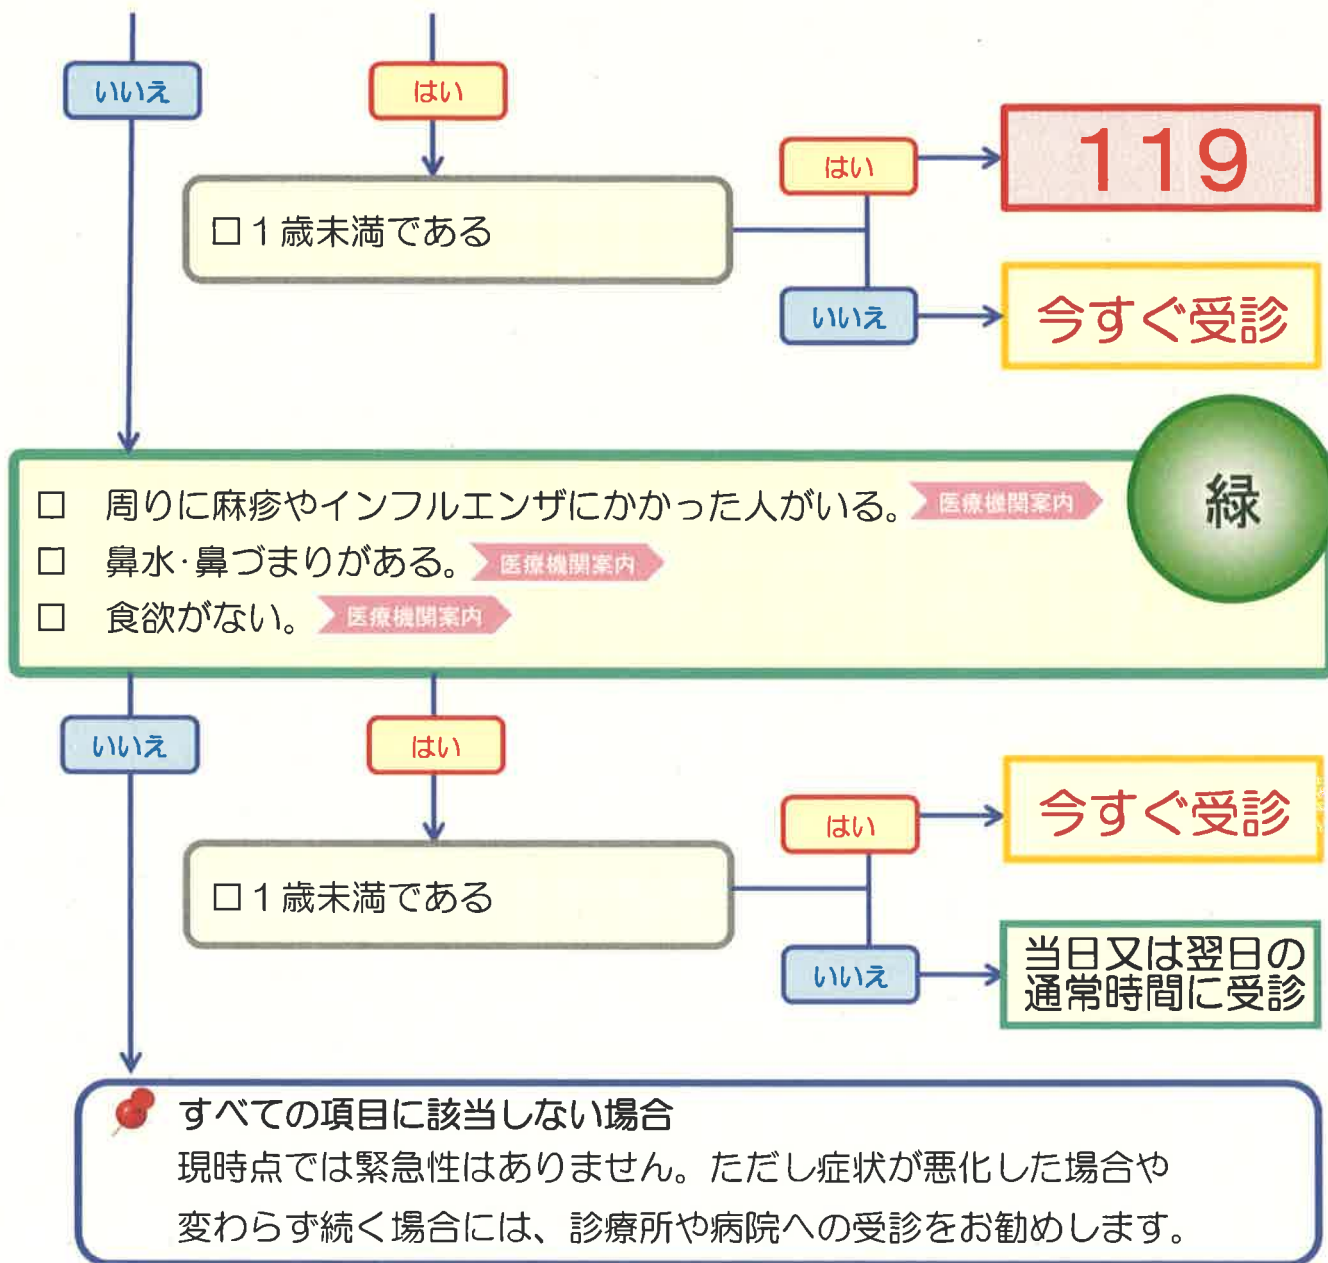 いいえ
はい
□１歳未満である
はい
119
いいえ
今すぐ受診
緑
□ 周りに麻疹やインフルエンザにかかった人がいる。 医療機関案内
□ 鼻水・鼻づまりがある。 医療機関案内
□ 食欲がない。 医療機関案内
いいえ
はい
□１歳未満である
はい
今すぐ受診
いいえ
当日又は翌日の
通常時間に受診
すべての項目に該当しない場合
現時点では緊急性はありません。ただし症状が悪化した場合や
変わらず続く場合には、診療所や病院への受診をお勧めします。